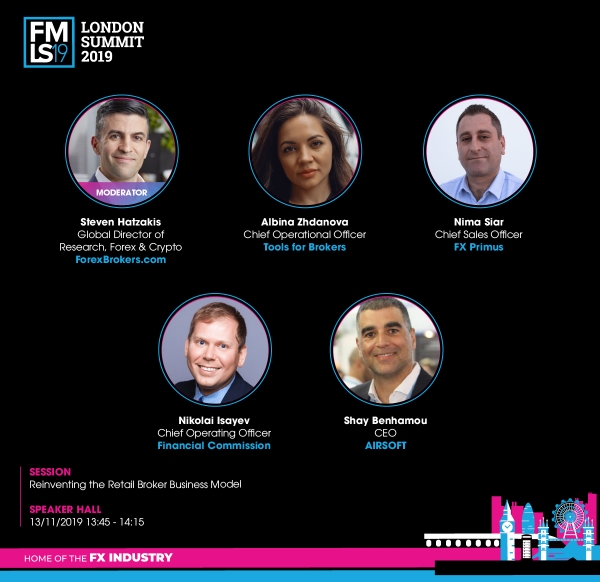 FM
LS19
LONDON
SUMMIT
2019
MODERATOR
Steven Hatzakis
Global Director of
Research, Forex & Crypto
ForexBrokers.com
Albina Zhdanova
Chief Operational Officer
Tools for Brokers
Nima Siar
Chief Sales Officer
FX Primus
Nikolai Isayev
Chief Operating Officer
Financial Commission
Shay Benhamou
CEO
AIRSOFT
SESSION
Reinventing the Retail Broker Business Model
SPEAKER HALL
13/11/2019 13:45 - 14:15
HOME OF THE FX INDUSTRY